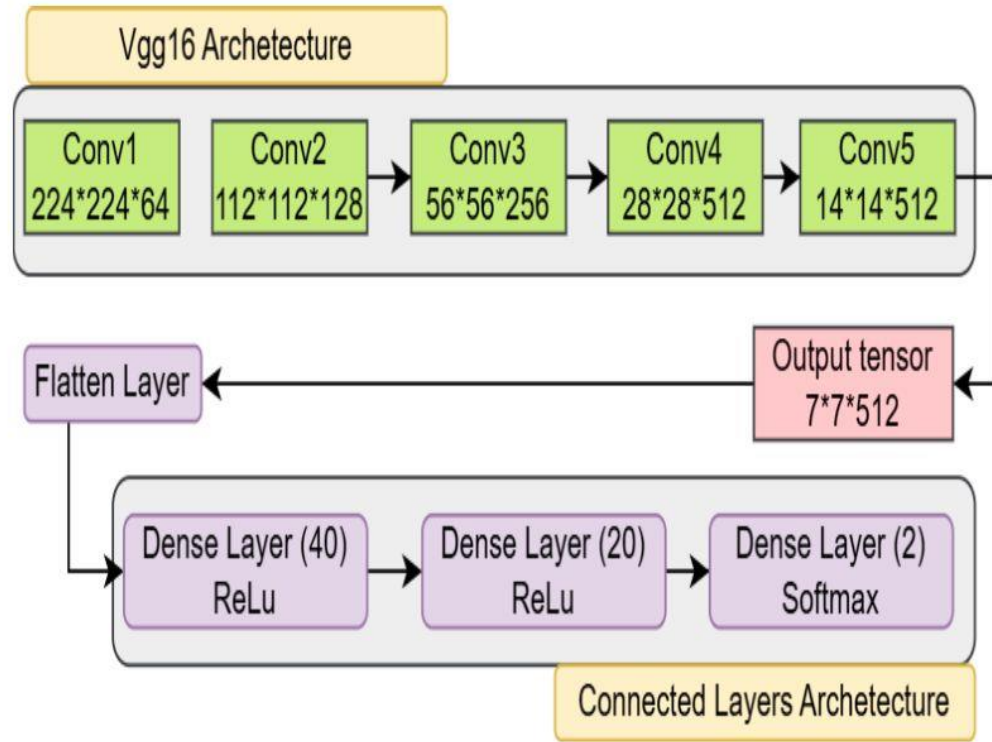 Vgg16 Archetecture
Conv1
224*224*64
Conv2
112*112*128
Conv3
56*56*256
Conv4
28*28*512
Conv5
14*14*512
Output tensor
7*7*512
Flatten Layer
Dense Layer (40)
ReLu
Dense Layer (20)
ReLu
Dense Layer (2)
Softmax
Connected Layers Archetecture